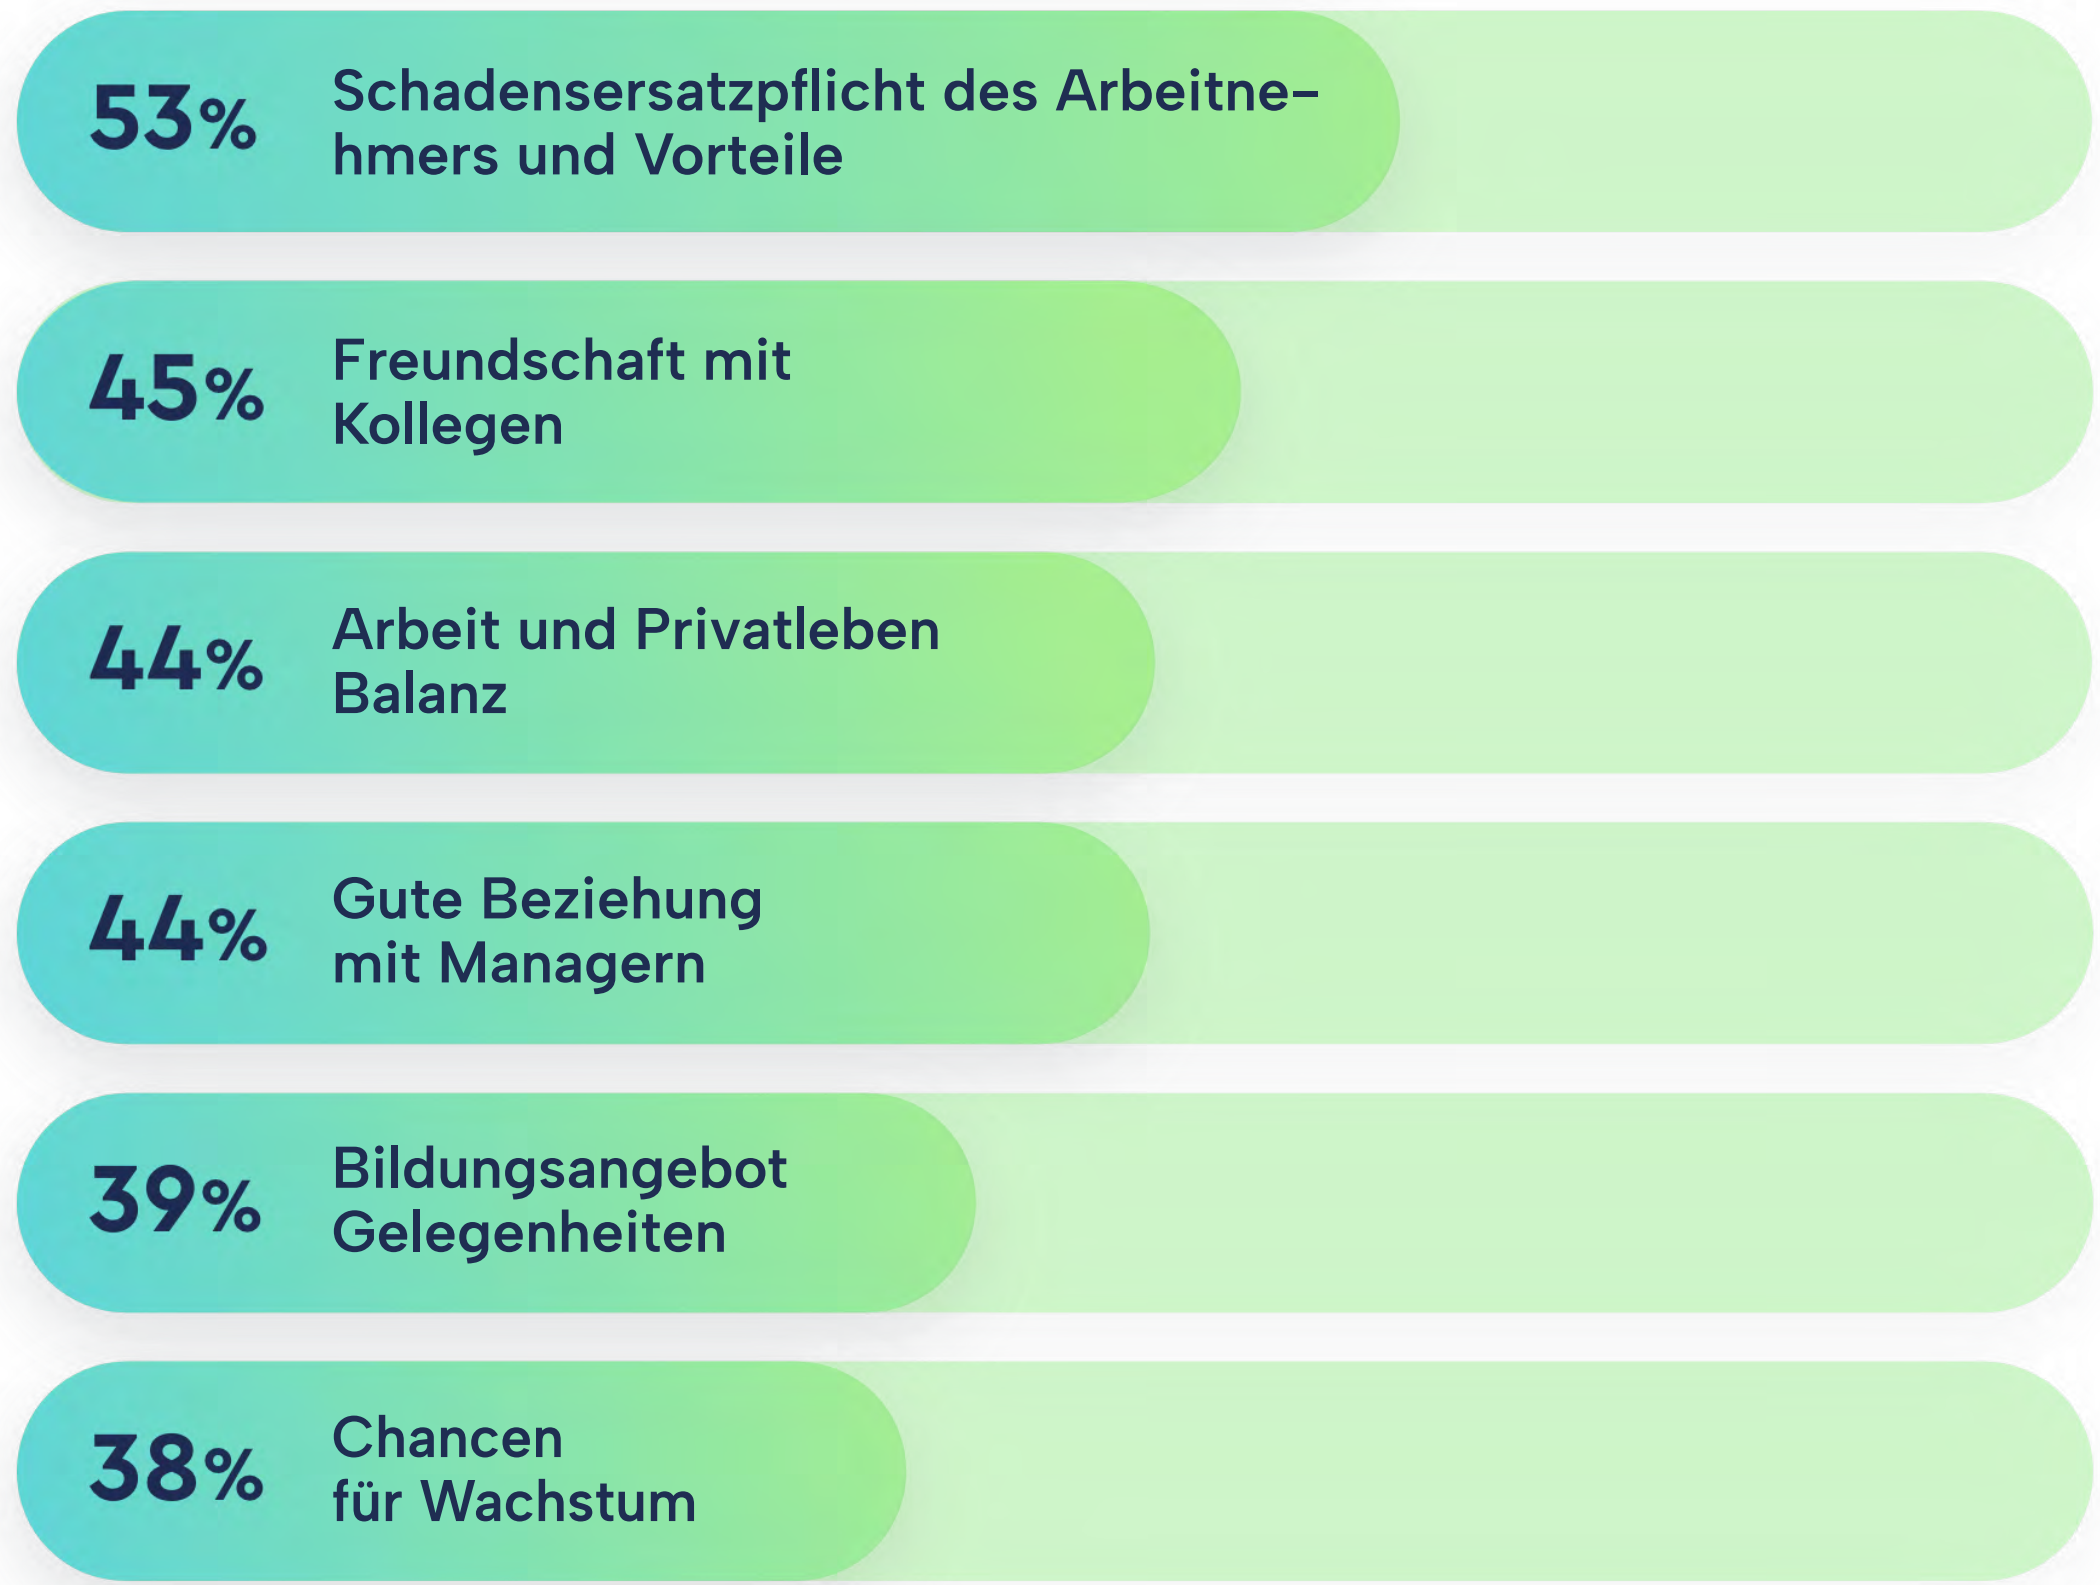 53%
Schadensersatzpflicht des Arbeitne-
hmers und Vorteile
45%
Freundschaft mit
Kollegen
44%
Arbeit und Privatleben
Balanz
44%
Gute Beziehung
mit Managern
39%
Bildungsangebot
Gelegenheiten
38%
Chancen
für Wachstum